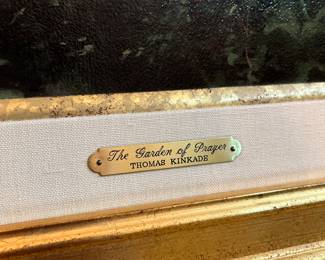 The Garden of Prayer
THOMAS KINKADE